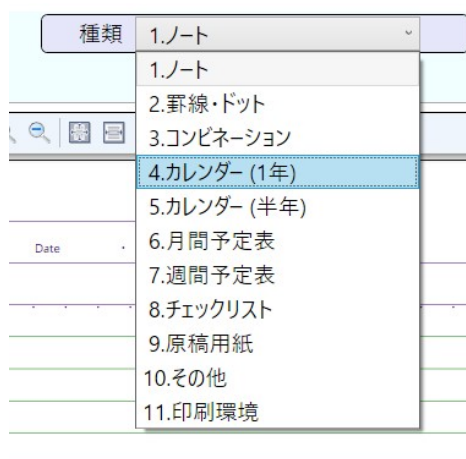 種類 1.ノート
1.ノート
2.罫線・ドット
3.コンビネーション
4.カレンダー (1年)
5.カレンダー (半年)
Date
6.月間予定表
7.週間予定表
8.チェックリスト
9.原稿用紙
10.その他
11.印刷環境